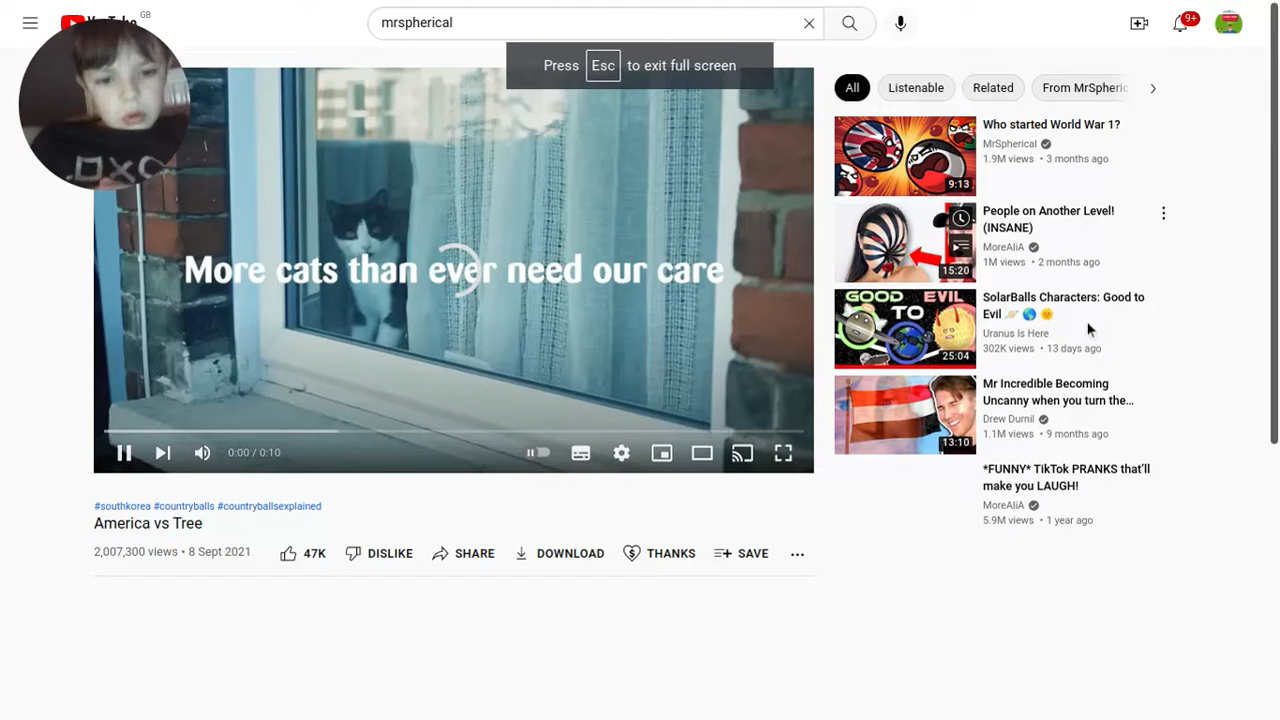 GB
mrspherical
9+
Press Esc to exit full screen
More cats than ever need our care
0:00 / 0:10
#southkorea #countryballs #countryballsexplained
America vs Tree
2,007,300 views • 8 Sept 2021
47K
DISLIKE
SHARE
DOWNLOAD
THANKS
SAVE
All
Listenable
Related
From MrSpheric
Who started World War 1?
MrSpherical
1.9M views • 3 months ago
9:13
People on Another Level!
(INSANE)
MoreAliA
1M views • 2 months ago
15:20
GOOD EVIL
TO
SolarBalls Characters: Good to
Evil 🪐 🌎 🌞
Uranus Is Here
302K views • 13 days ago
25:04
Mr Incredible Becoming
Uncanny when you turn the...
Drew Durnil
1.1M views • 9 months ago
13:10
*FUNNY* TikTok PRANKS that'll
make you LAUGH!
MoreAliA
5.9M views • 1 year ago